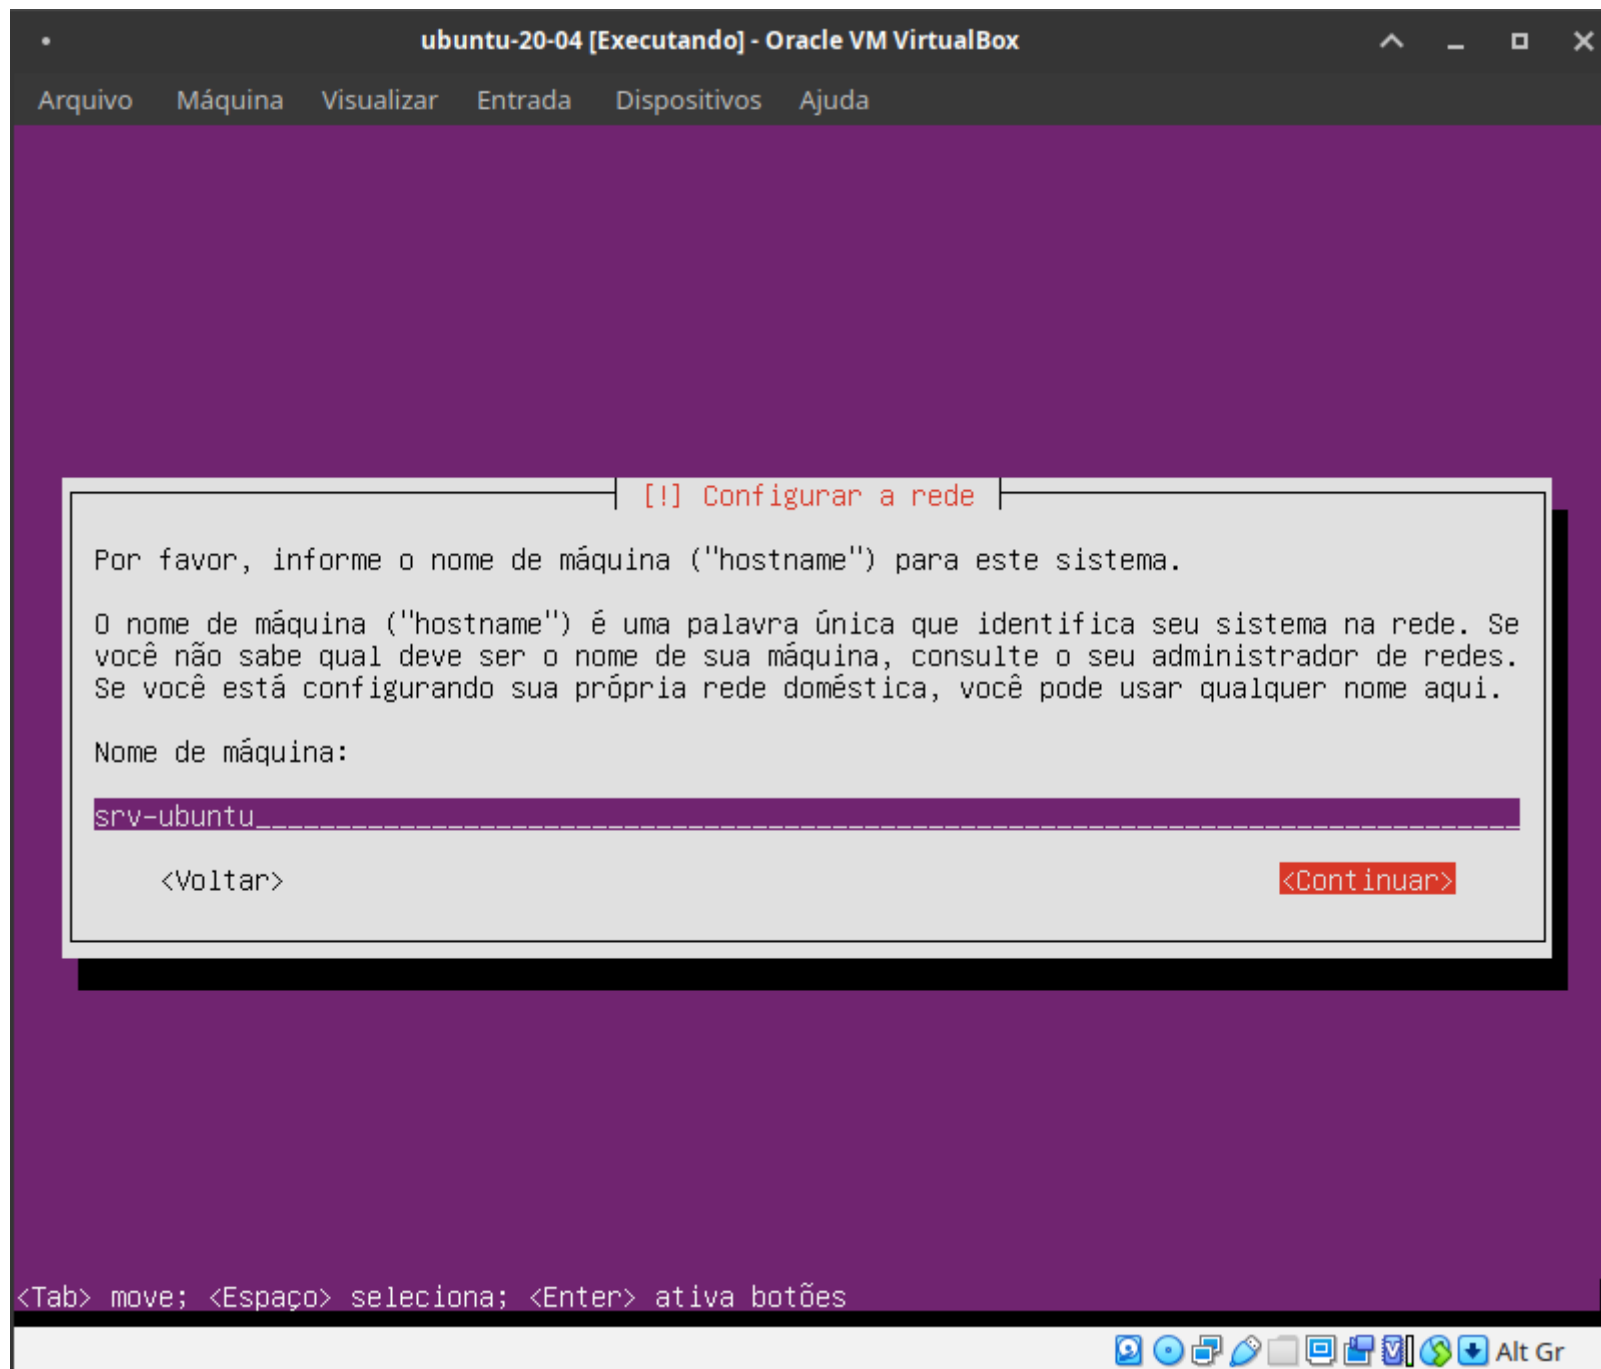 ubuntu-20-04 [Executando] - Oracle VM VirtualBox
Arquivo Máquina Visualizar Entrada Dispositivos Ajuda
[!] Configurar a rede
Por favor, informe o nome de máquina ("hostname") para este sistema.
O nome de máquina ("hostname") é uma palavra única que identifica seu sistema na rede. Se
você não sabe qual deve ser o nome de sua máquina, consulte o seu administrador de redes.
Se você está configurando sua própria rede doméstica, você pode usar qualquer nome aqui.
Nome de máquina:
srv-ubuntu
<Voltar> <Continuar>
<Tab> move; <Espaço> seleciona; <Enter> ativa botões
Alt Gr